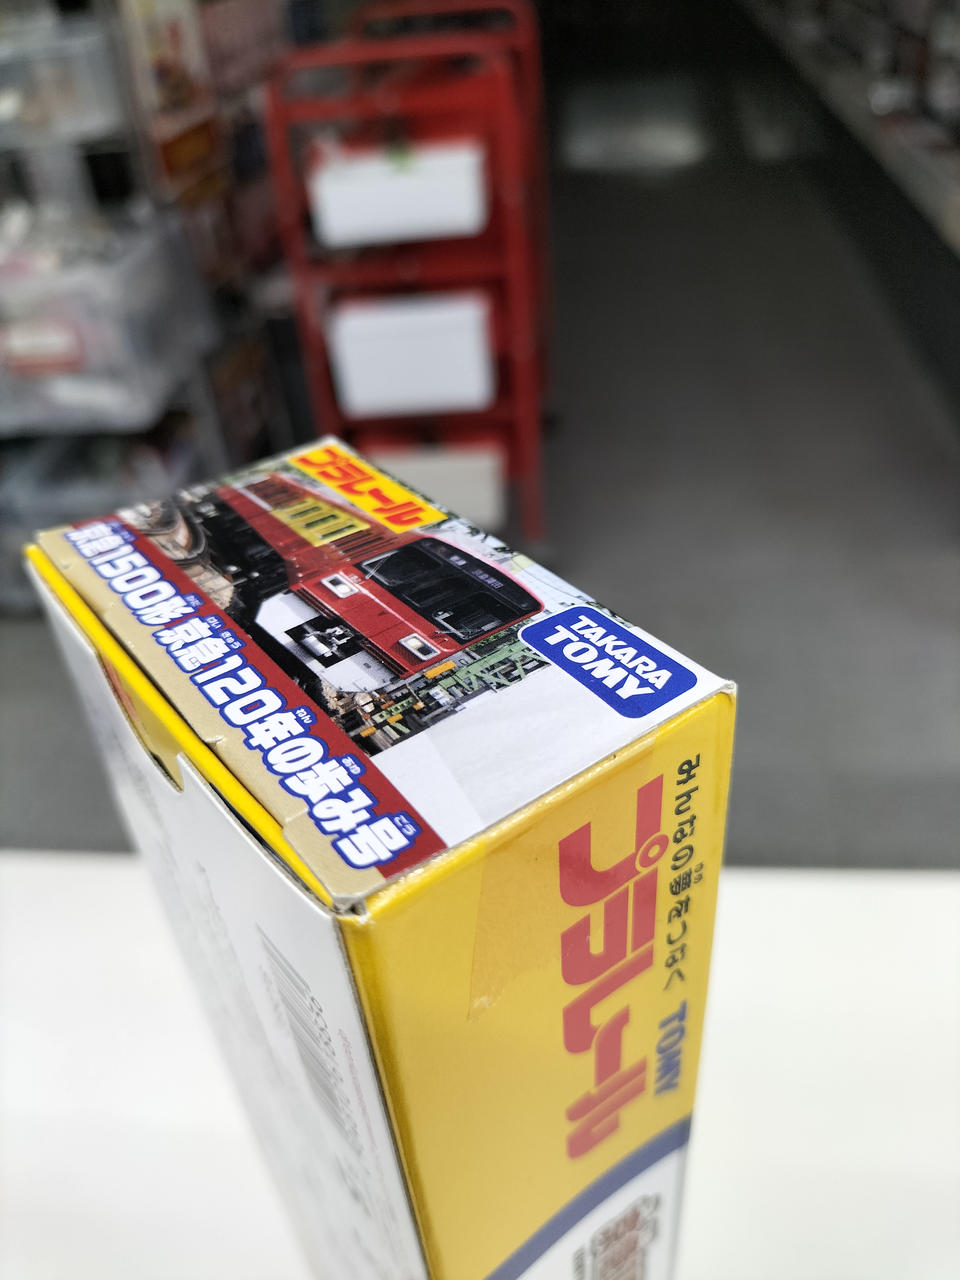 プラレール
TAKARA
TOMY
京急1500形 京急120年の歩み号
みんなの夢をつなぐ TOMY
プラレール